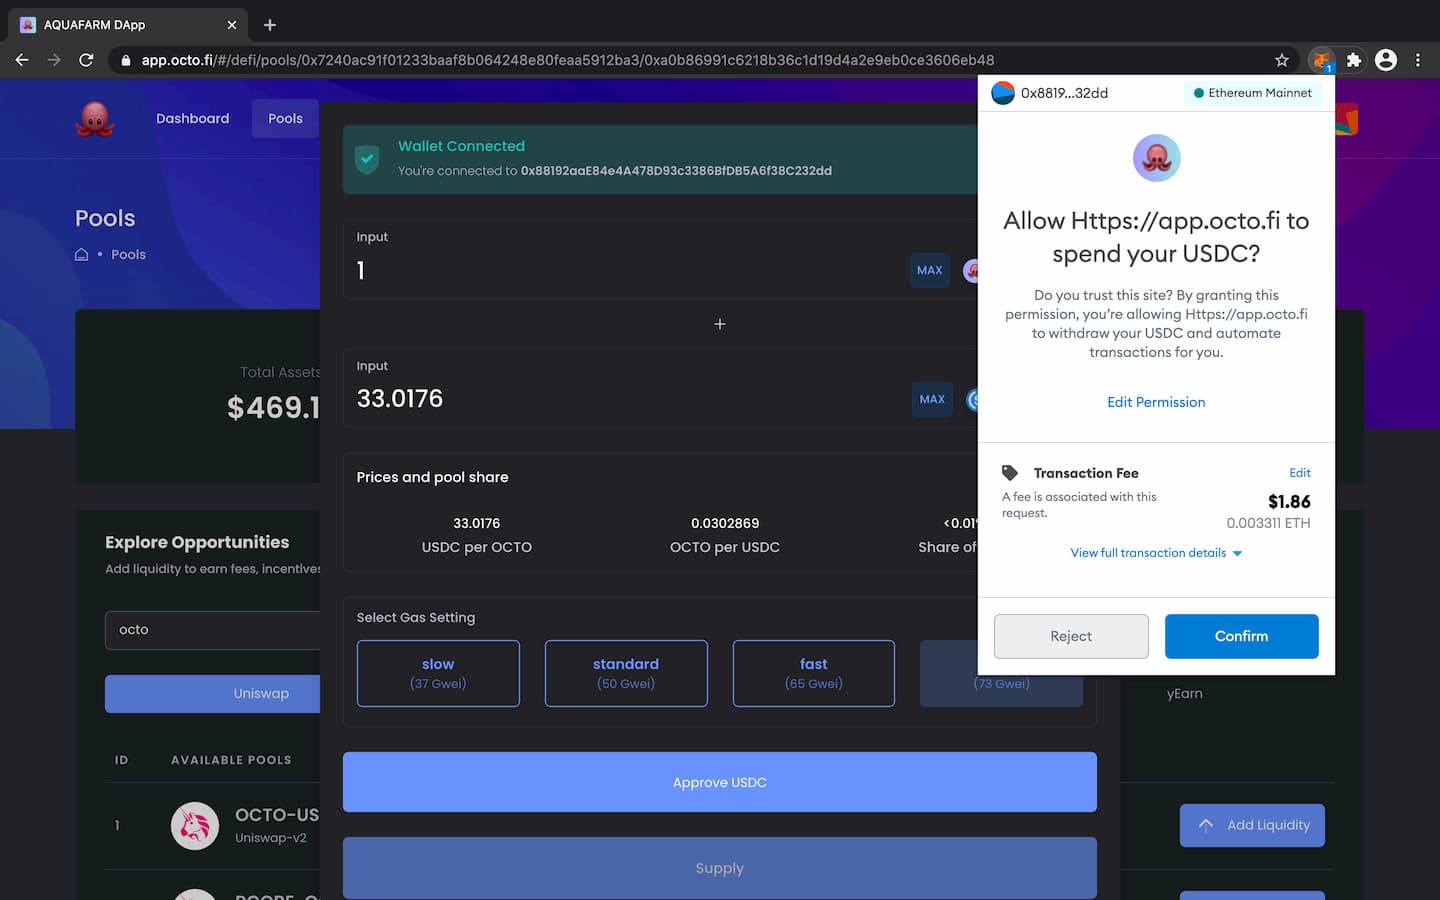 AQUAFARM DApp
app.octo.fi/#/defi/pools/0x7240ac91f01233baaf8b064248e80feaa5912ba3/0xa0b86991c6218b36c1d19d4a2e9eb0ce3606eb48
1
Dashboard
Pools
Pools
Pools
Total Assets
$469.1
Explore Opportunities
Add liquidity to earn fees, incentives
octo
Uniswap
yEarn
ID
AVAILABLE POOLS
1
OCTO-US
Uniswap-v2
Add Liquidity
Wallet Connected
You're connected to 0x88192aaE84e4A478D93c3386BfDB5A6f38C232dd
Input
1
MAX
+
Input
33.0176
MAX
Prices and pool share
33.0176
USDC per OCTO
0.0302869
OCTO per USDC
<0.01%
Share of
Select Gas Setting
slow
(37 Gwei)
standard
(50 Gwei)
fast
(65 Gwei)
(73 Gwei)
Approve USDC
Supply
0x8819...32dd
Ethereum Mainnet
Allow Https://app.octo.fi to
spend your USDC?
Do you trust this site? By granting this
permission, you're allowing Https://app.octo.fi
to withdraw your USDC and automate
transactions for you.
Edit Permission
Transaction Fee
Edit
A fee is associated with this
request.
$1.86
0.003311 ETH
View full transaction details
Reject
Confirm